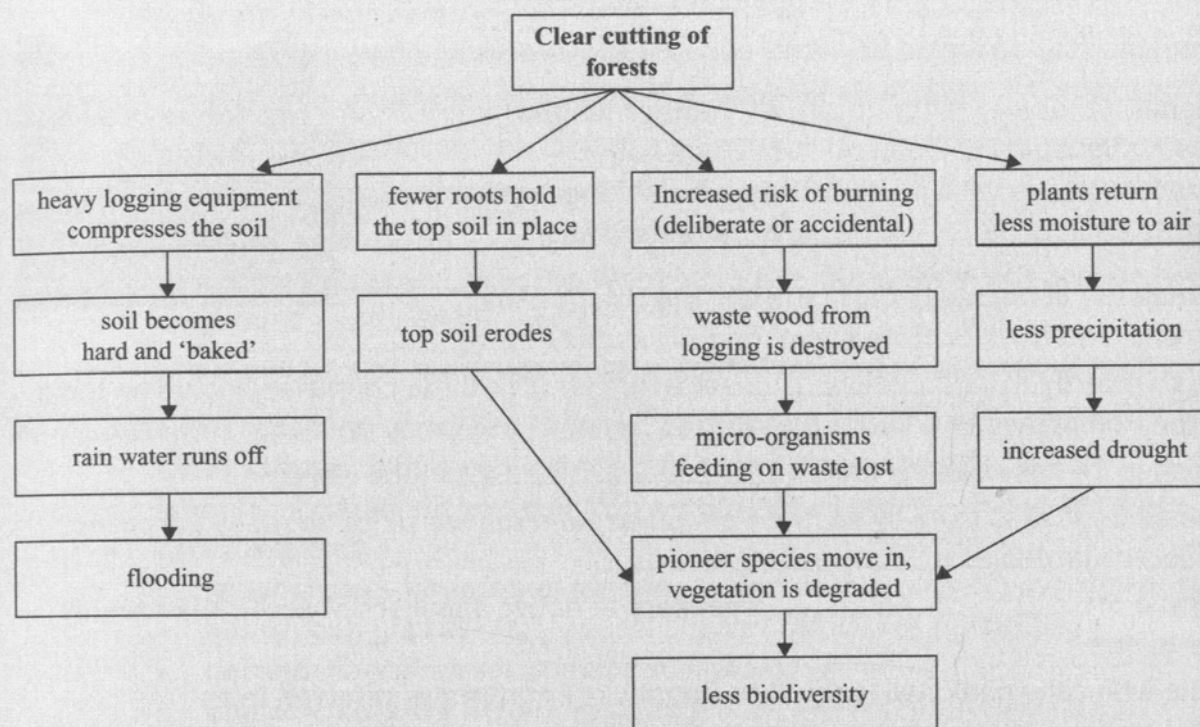 Clear cutting of
forests
heavy logging equipment
compresses the soil
fewer roots hold
the top soil in place
Increased risk of burning
(deliberate or accidental)
plants return
less moisture to air
soil becomes
hard and ‘baked’
top soil erodes
waste wood from
logging is destroyed
less precipitation
rain water runs off
micro-organisms
feeding on waste lost
increased drought
flooding
pioneer species move in,
vegetation is degraded
less biodiversity